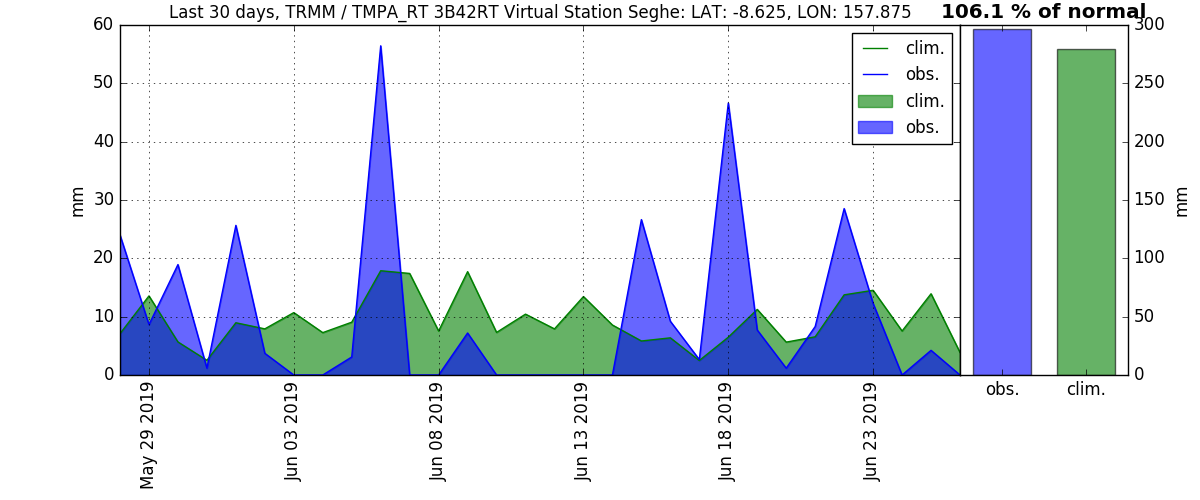 Last 30 days, TRMM / TMPA_RT 3B42RT Virtual Station Seghe: LAT: -8.625, LON: 157.875
106.1 % of normal
60
50
40
30
20
10
0
mm
clim.
obs.
clim.
obs.
May 29 2019
Jun 03 2019
Jun 08 2019
Jun 13 2019
Jun 18 2019
Jun 23 2019
300
250
200
150
100
50
0
mm
obs.
clim.